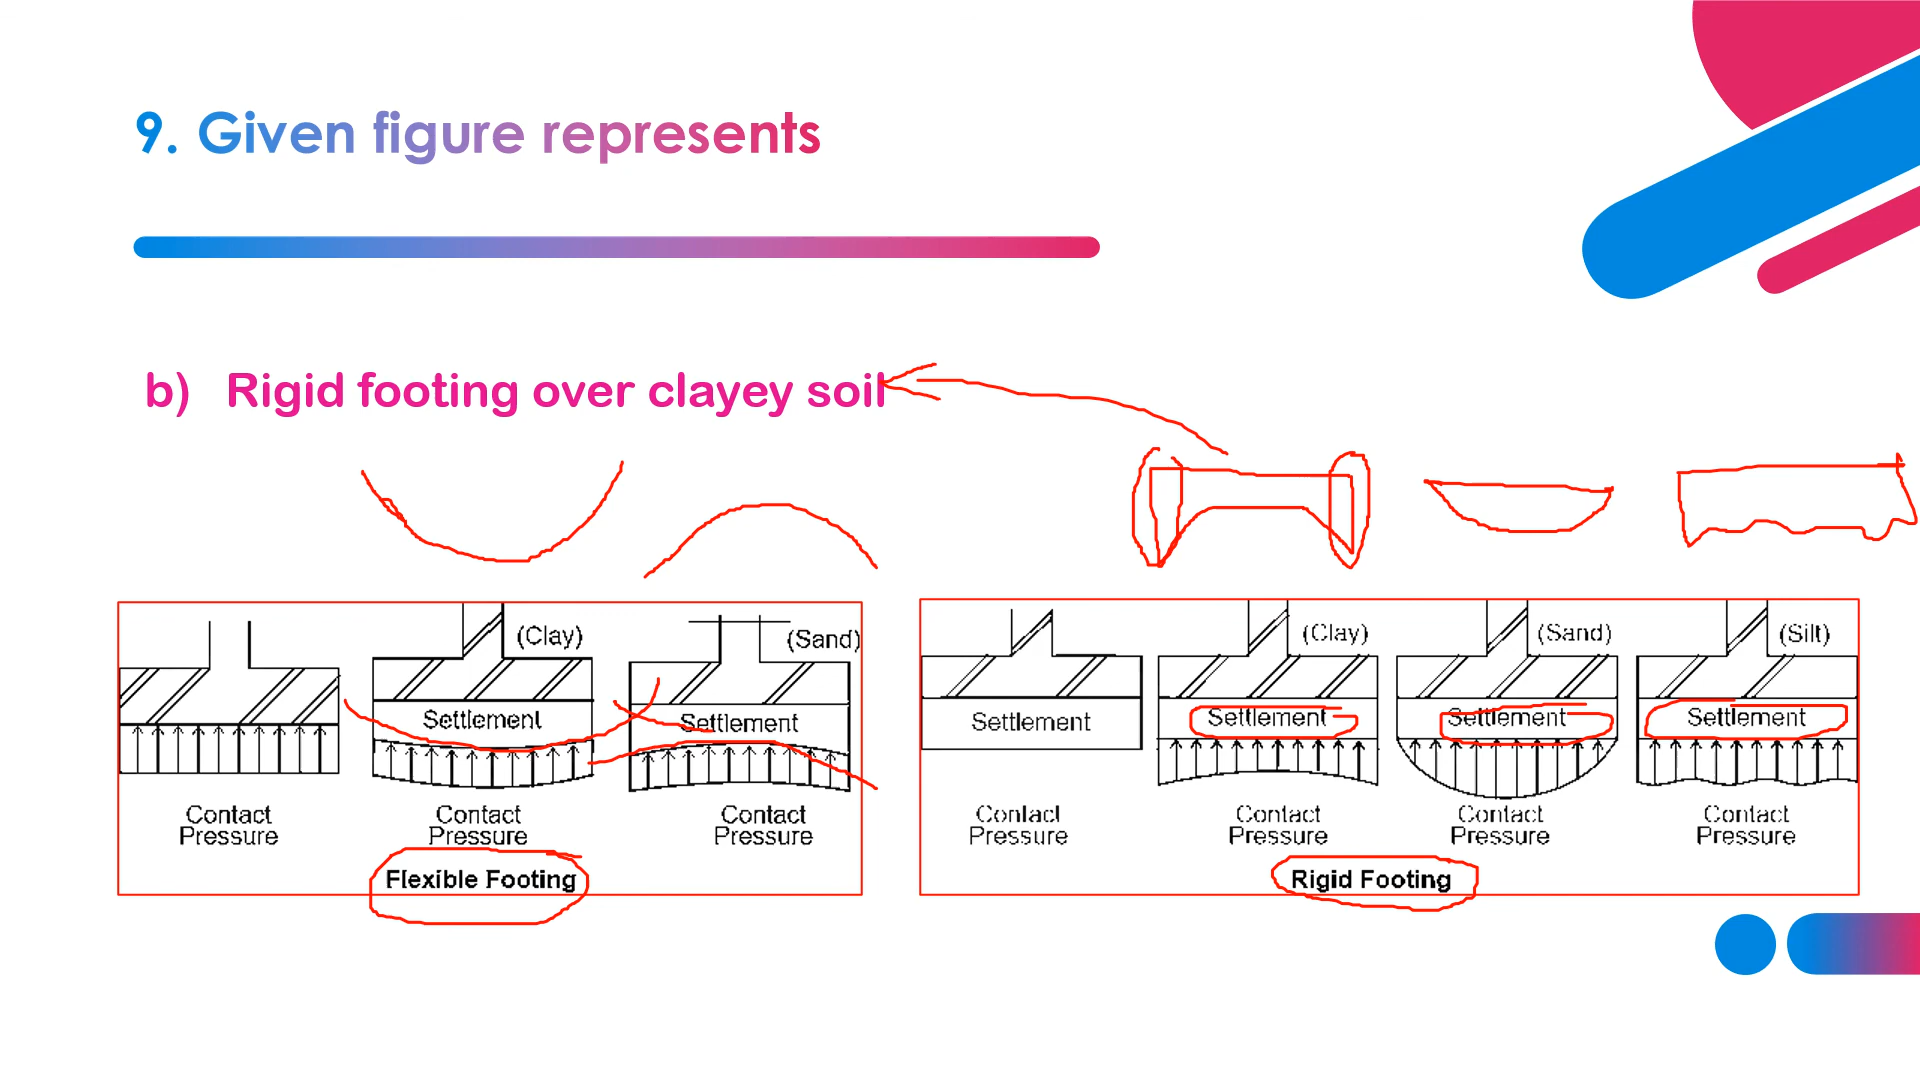 9. Given figure represents
b) Rigid footing over clayey soil
(Clay)
(Sand)
Settlement
Settlement
Contact
Pressure
Contact
Pressure
Contact
Pressure
Flexible Footing
(Clay)
(Sand)
(Silt)
Settlement
Settlement
Settlement
Settlement
Contact
Pressure
Contact
Pressure
Contact
Pressure
Contact
Pressure
Rigid Footing